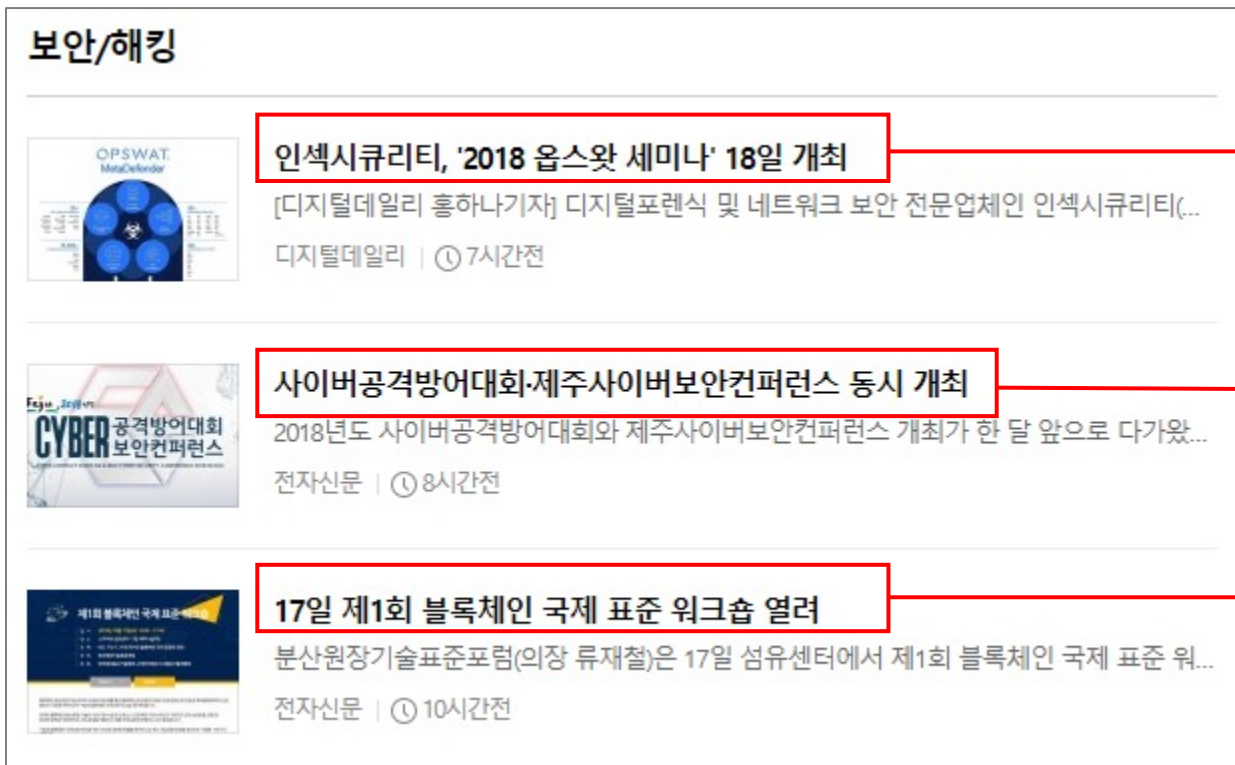 보안/해킹
OPSWAT.
MetaDefender
인섹시큐리티, '2018 옵스왓 세미나' 18일 개최
[디지털데일리 홍하나기자] 디지털포렌식 및 네트워크 보안 전문업체인 인섹시큐리티(...
디지털데일리 | 7시간전
CYBER 공격방어대회
보안컨퍼런스
사이버공격방어대회·제주사이버보안컨퍼런스 동시 개최
2018년도 사이버공격방어대회와 제주사이버보안컨퍼런스 개최가 한 달 앞으로 다가왔...
전자신문 | 8시간전
제1회 블록체인 국제 표준 워크숍
17일 제1회 블록체인 국제 표준 워크숍 열려
분산원장기술표준포럼(의장 류재철)은 17일 섬유센터에서 제1회 블록체인 국제 표준 워...
전자신문 | 10시간전